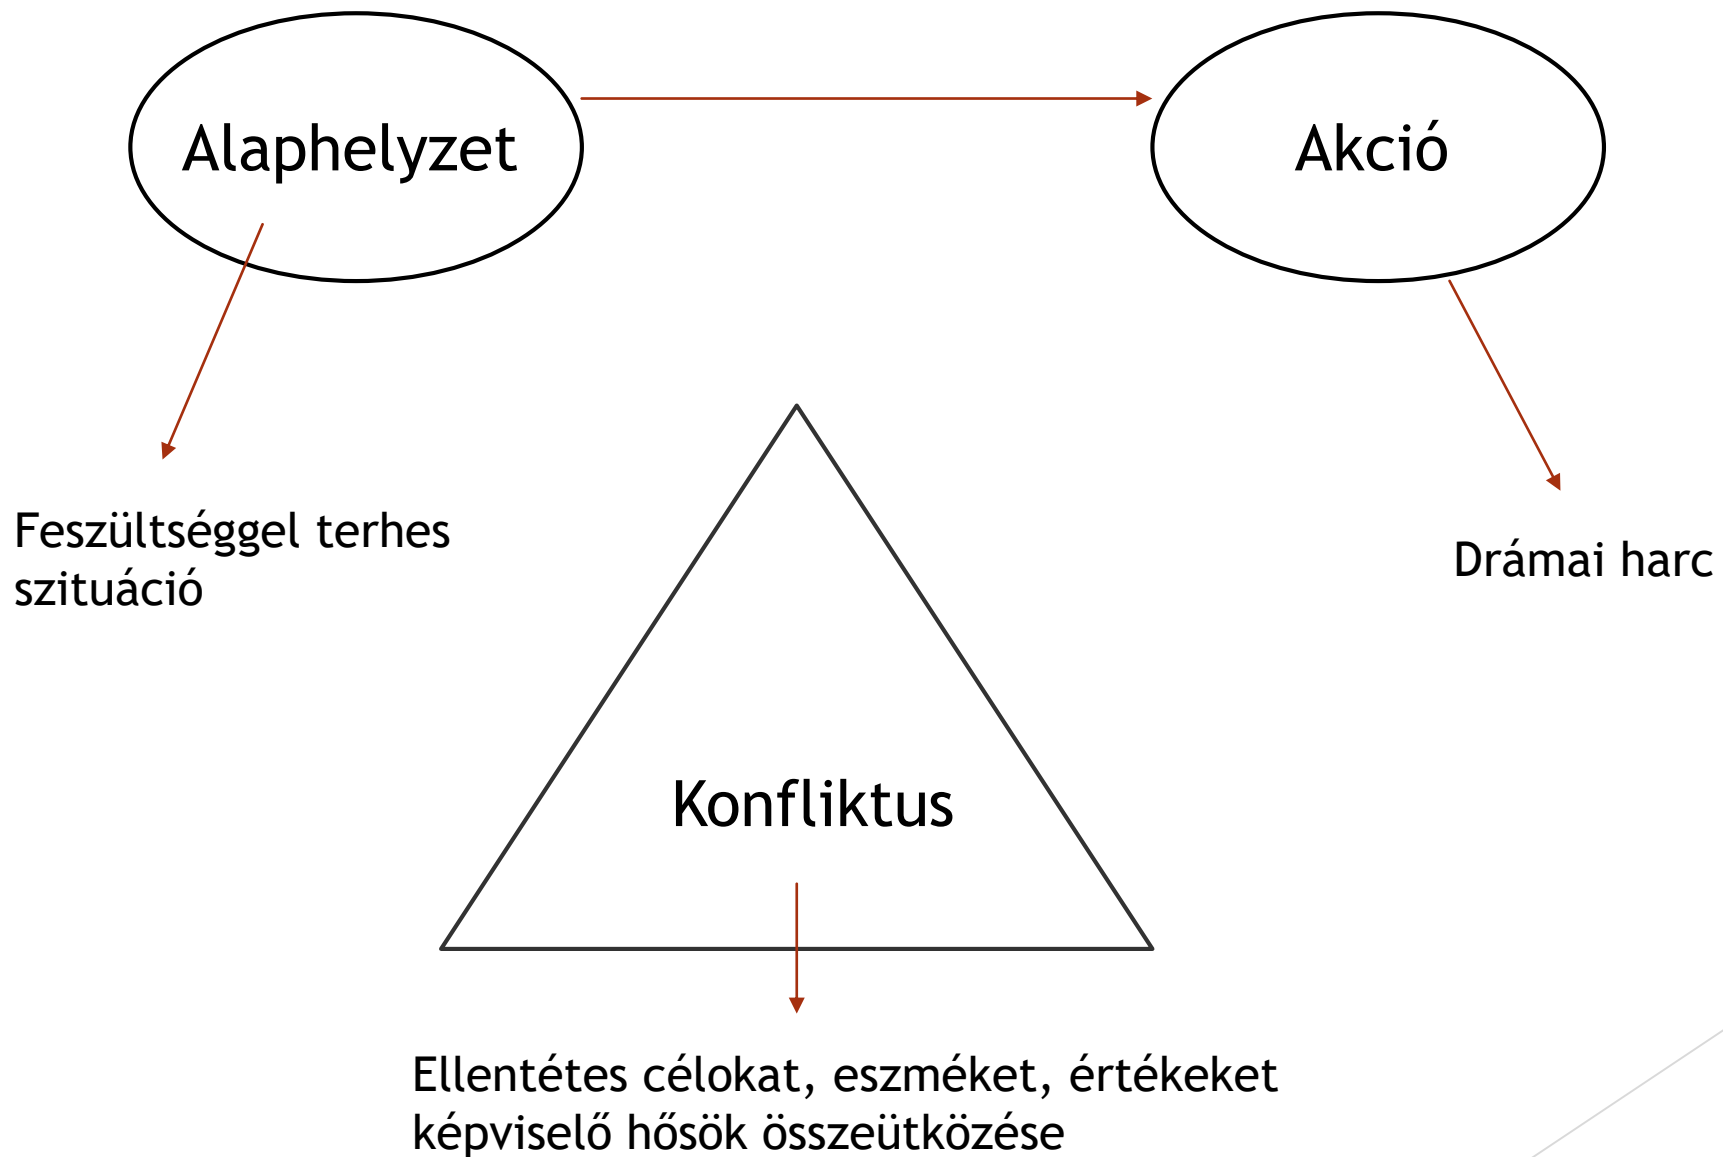 Alaphelyzet
Akció
Feszültséggel terhes
szituáció
Drámai harc
Konfliktus
Ellentétes célokat, eszméket, értékeket
képviselő hősök összeütközése